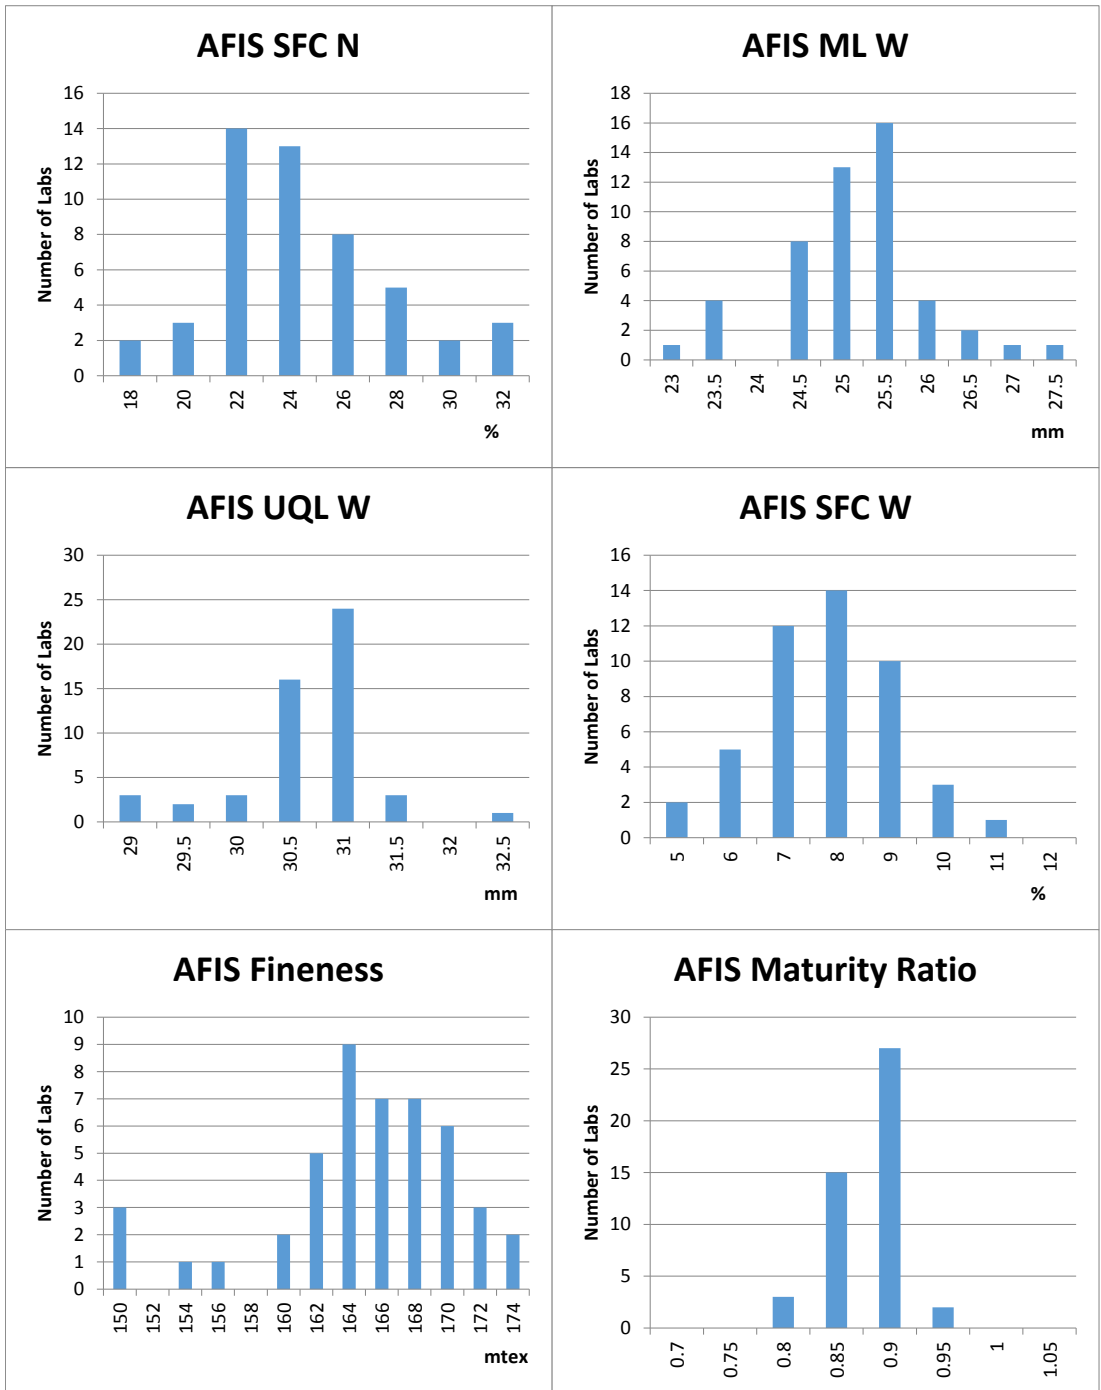 AFIS SFC N
16
14
12
10
8
6
4
2
0
Number of Labs
18 20 22 24 26 28 30 32
%
AFIS ML W
18
16
14
12
10
8
6
4
2
0
Number of Labs
23 23.5 24 24.5 25 25.5 26 26.5 27 27.5
mm
AFIS UQL W
30
25
20
15
10
5
0
Number of Labs
29 29.5 30 30.5 31 31.5 32 32.5
mm
AFIS SFC W
16
14
12
10
8
6
4
2
0
Number of Labs
5 6 7 8 9 10 11 12
%
AFIS Fineness
10
9
8
7
6
5
4
3
2
1
0
Number of Labs
150 152 154 156 158 160 162 164 166 168 170 172 174
mtex
AFIS Maturity Ratio
30
25
20
15
10
5
0
Number of Labs
0.7 0.75 0.8 0.85 0.9 0.95 1 1.05